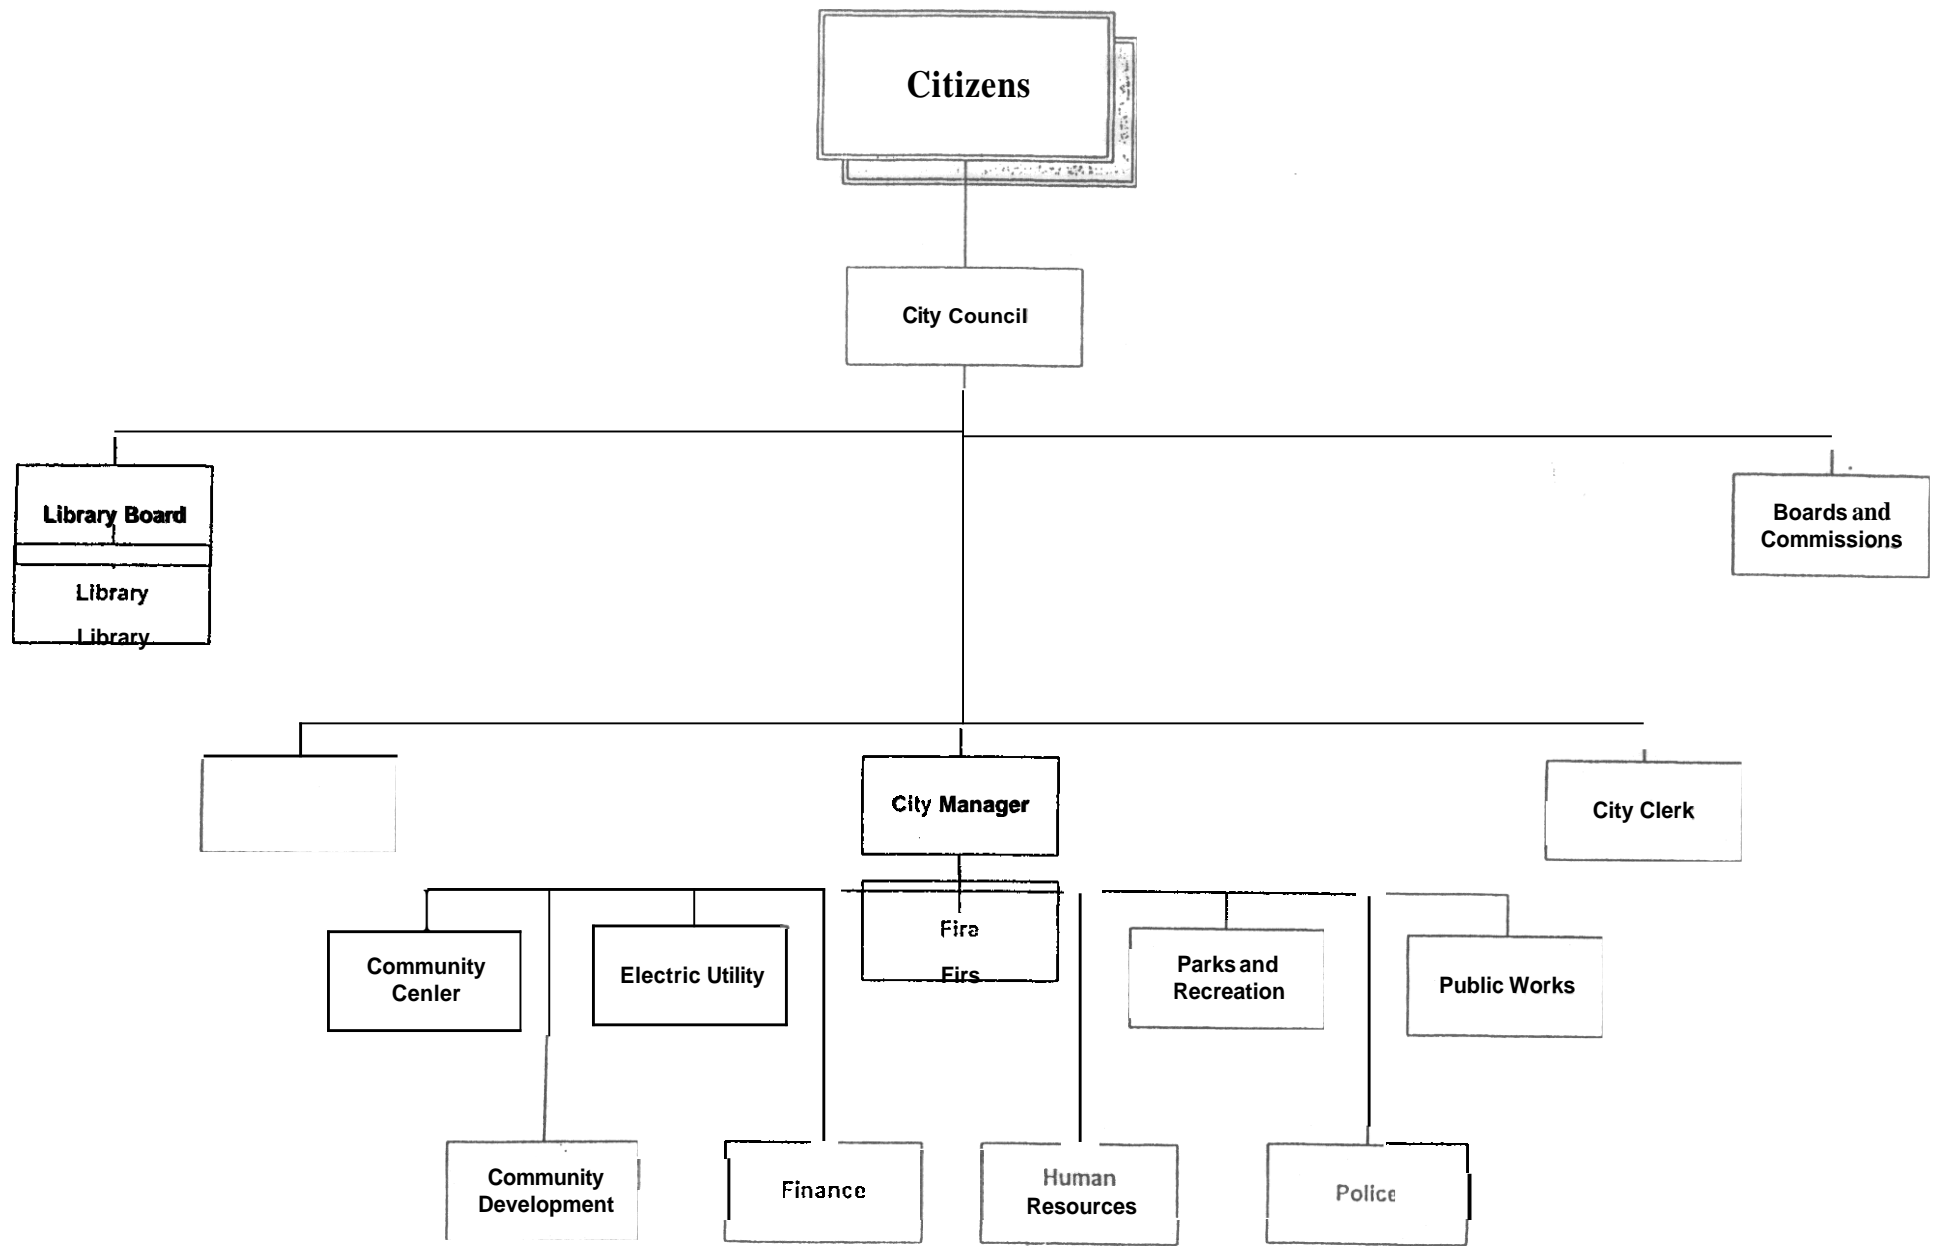 Citizens
City Council
Library Board
Library
Library
Boards and
Commissions
City Manager
City Clerk
Fira
Firs
Community
Cenler
Electric Utility
Parks and
Recreation
Public Works
Community
Development
Finance
Human
Resources
Police